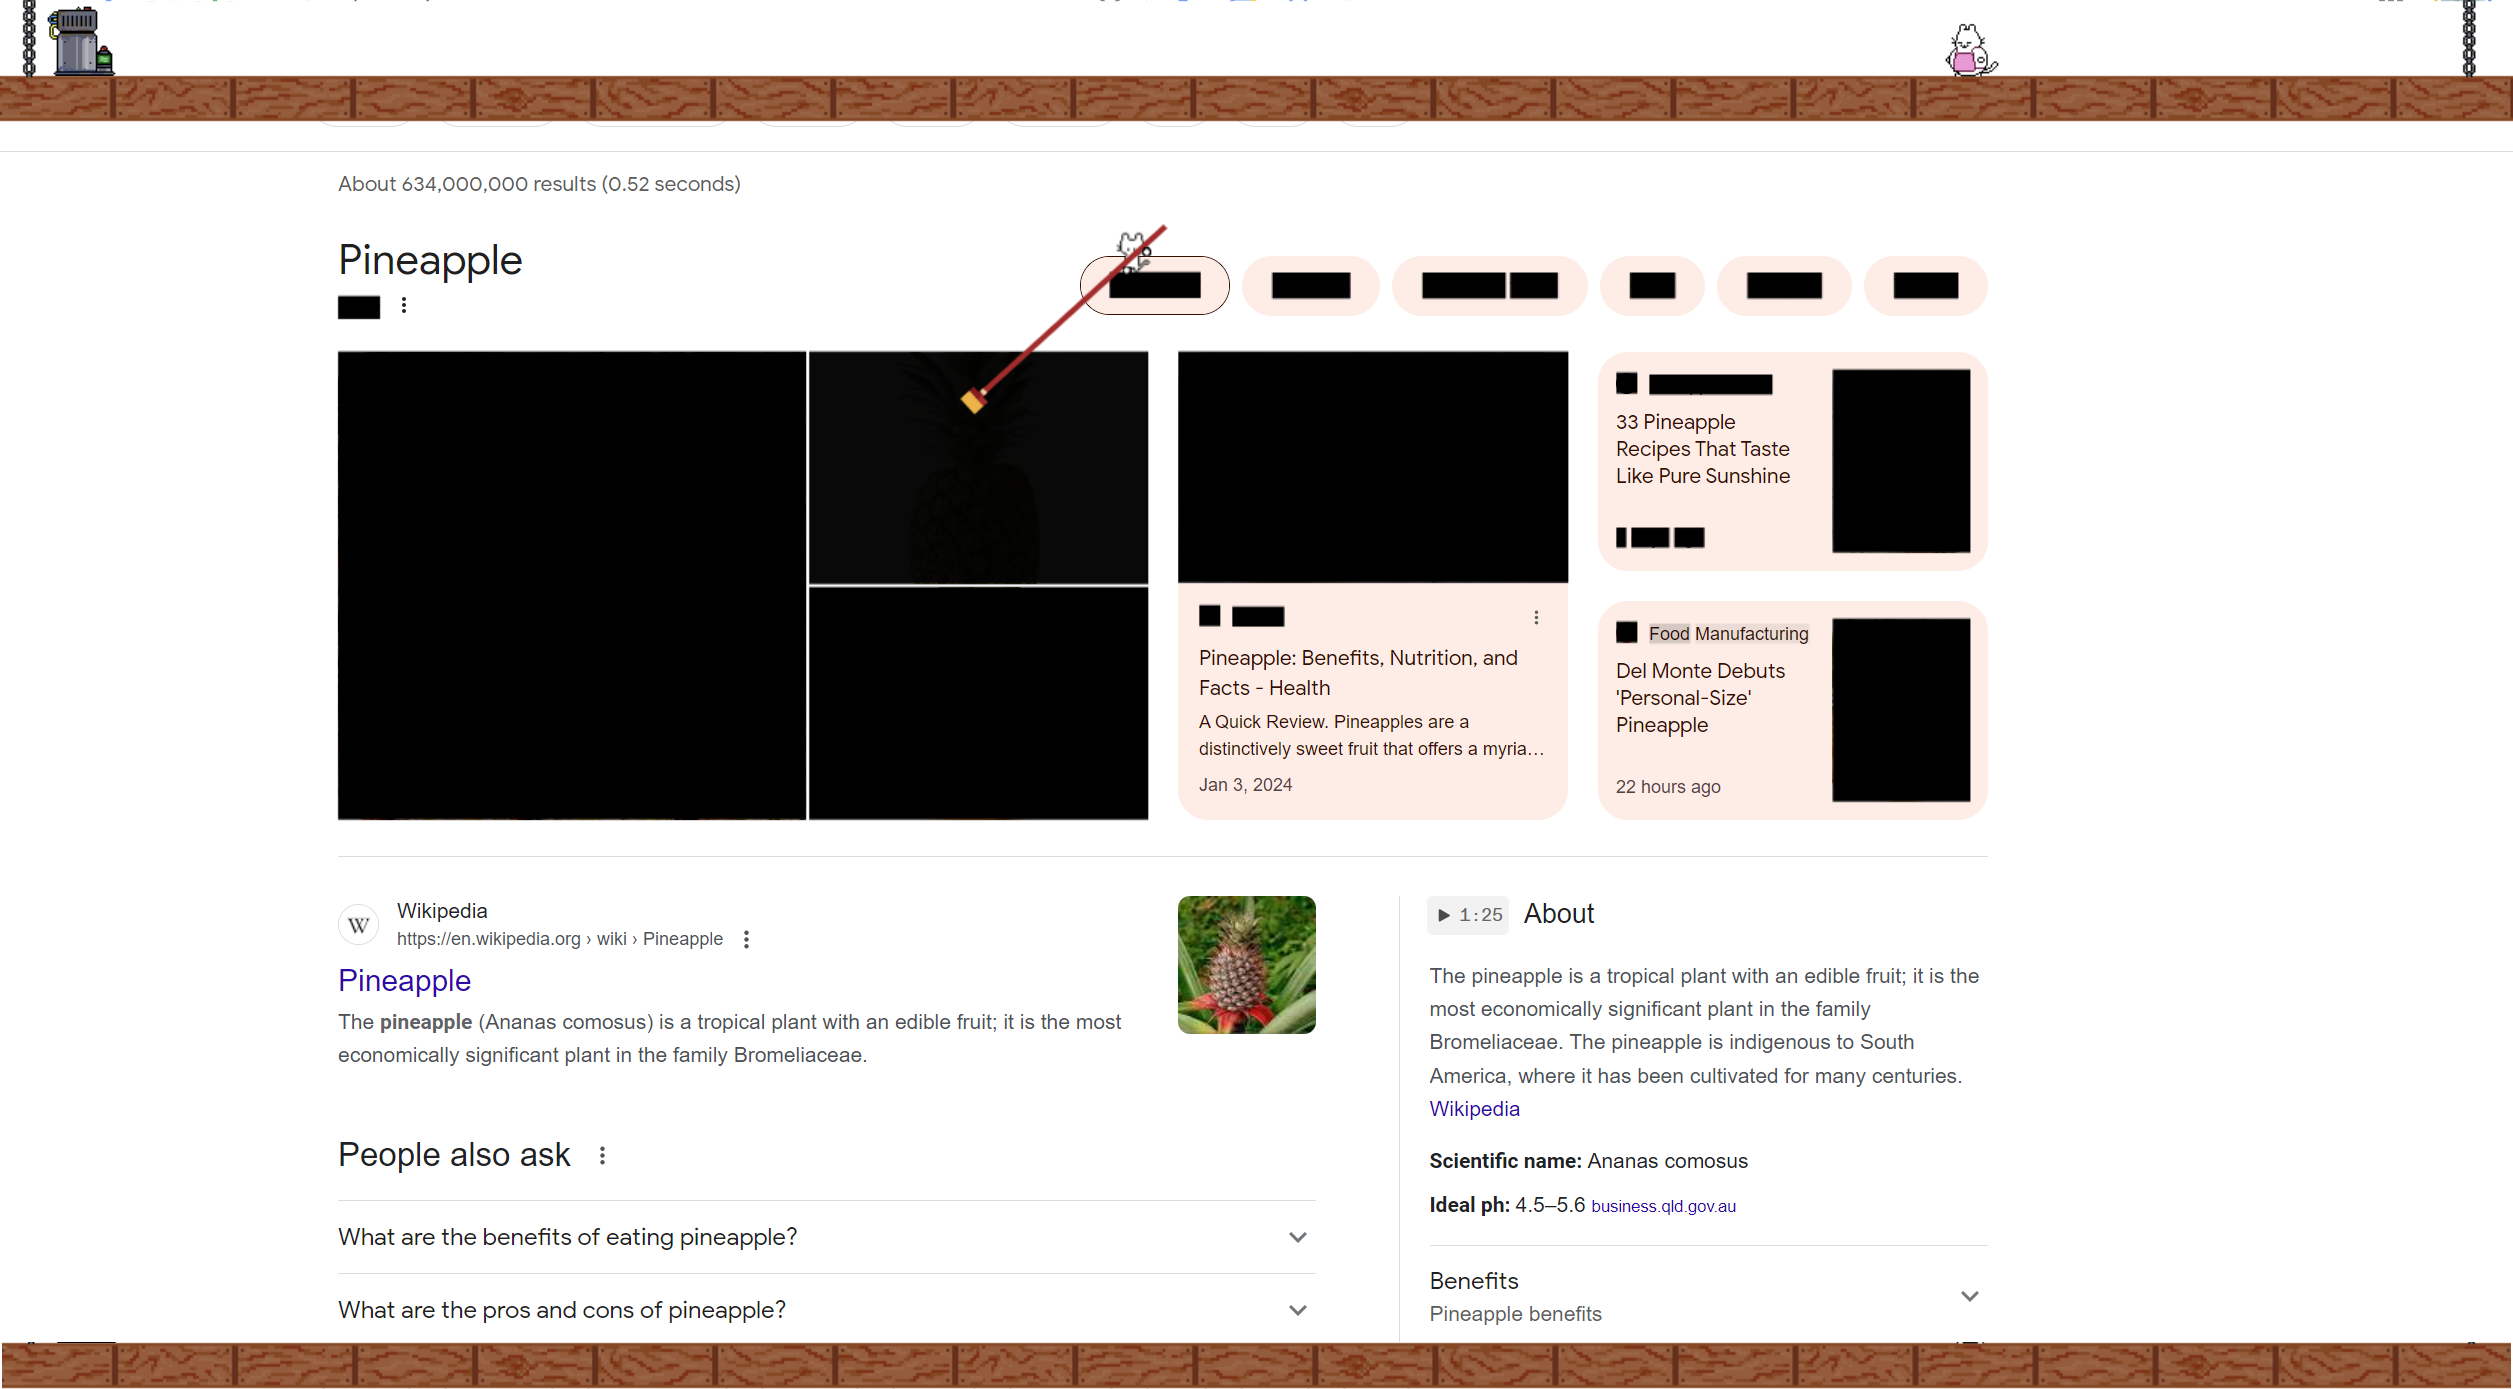 About 634,000,000 results (0.52 seconds)
Pineapple
33 Pineapple
Recipes That Taste
Like Pure Sunshine
Pineapple: Benefits, Nutrition, and
Facts - Health
A Quick Review. Pineapples are a
distinctively sweet fruit that offers a myria...
Jan 3, 2024
Food Manufacturing
Del Monte Debuts
'Personal-Size'
Pineapple
22 hours ago
W
Wikipedia
https://en.wikipedia.org › wiki › Pineapple
Pineapple
The pineapple (Ananas comosus) is a tropical plant with an edible fruit; it is the most
economically significant plant in the family Bromeliaceae.
People also ask
What are the benefits of eating pineapple?
What are the pros and cons of pineapple?
1:25 About
The pineapple is a tropical plant with an edible fruit; it is the
most economically significant plant in the family
Bromeliaceae. The pineapple is indigenous to South
America, where it has been cultivated for many centuries.
Wikipedia
Scientific name: Ananas comosus
Ideal ph: 4.5–5.6 business.qld.gov.au
Benefits
Pineapple benefits